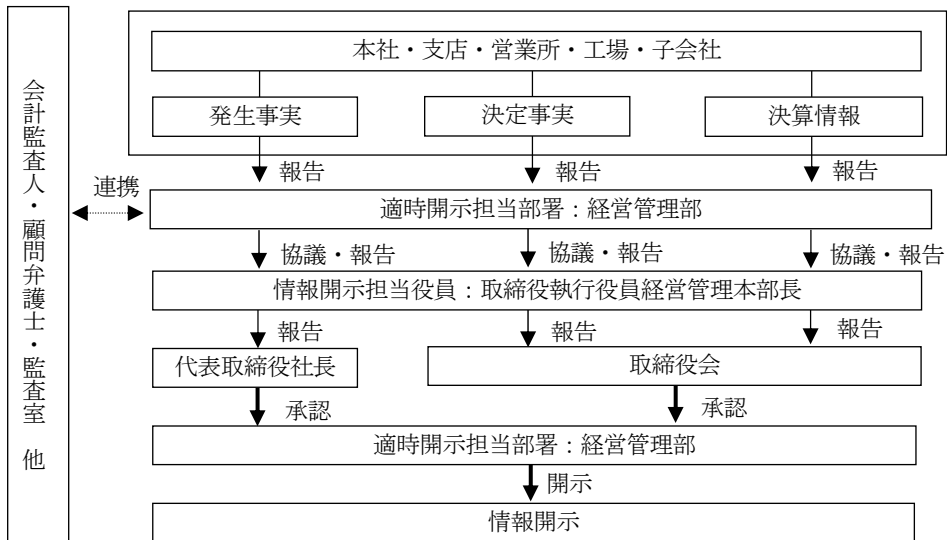 本社・支店・営業所・工場・子会社
発生事実
決定事実
決算情報
報告
報告
報告
会計監査人・顧問弁護士・監査室 他
連携
適時開示担当部署：経営管理部
協議・報告
協議・報告
協議・報告
情報開示担当役員：取締役執行役員経営管理本部長
報告
報告
報告
代表取締役社長
取締役会
承認
承認
適時開示担当部署：経営管理部
開示
情報開示